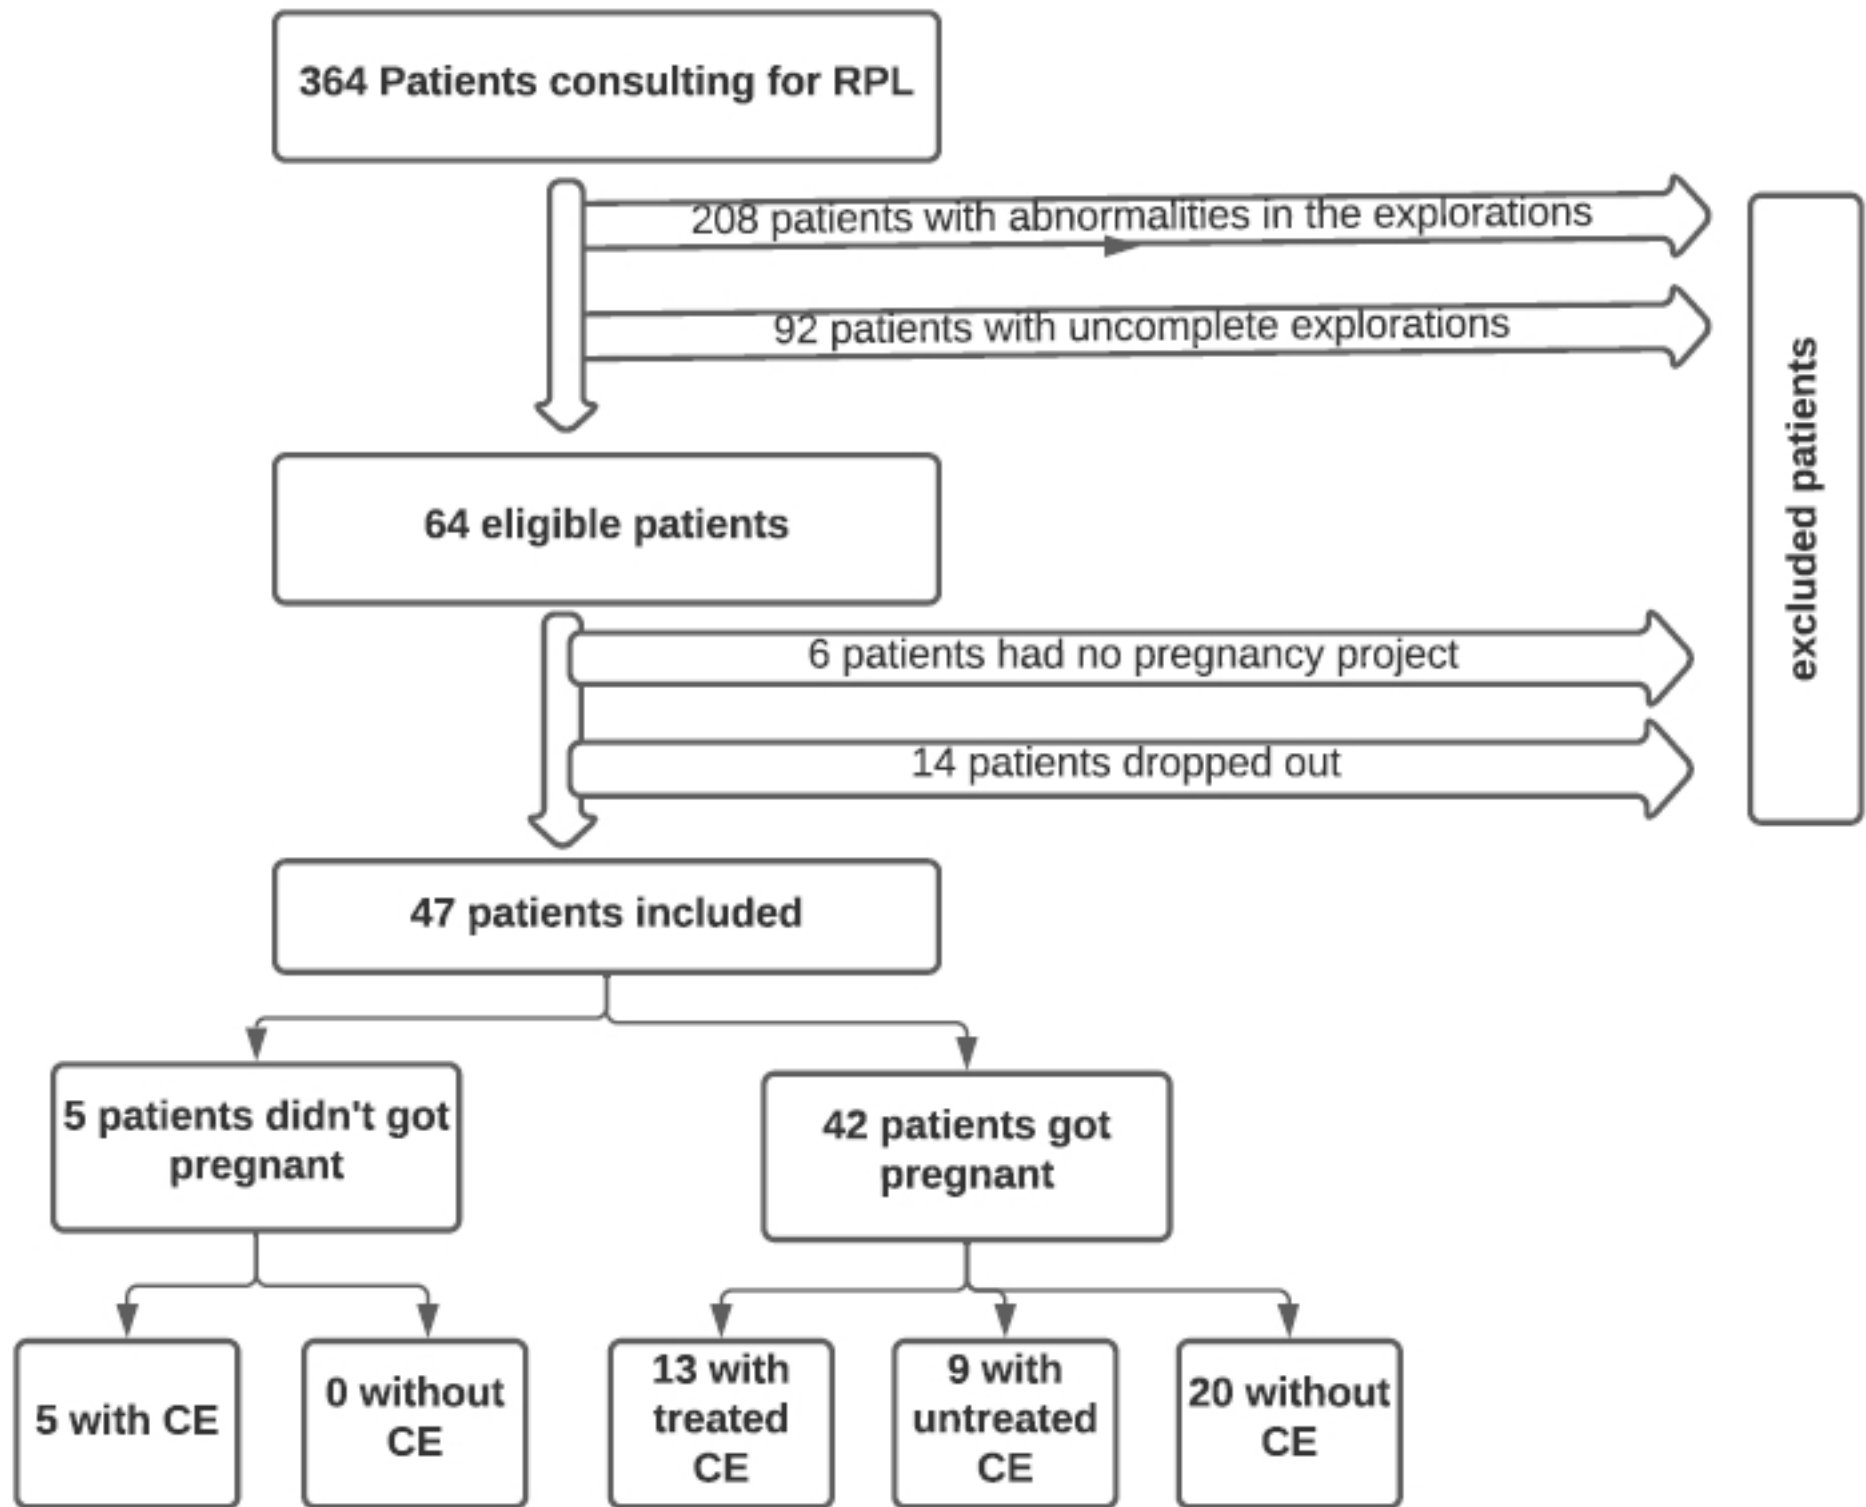 364 Patients consulting for RPL
208 patients with abnormalities in the explorations
92 patients with uncomplete explorations
excluded patients
64 eligible patients
6 patients had no pregnancy project
14 patients dropped out
47 patients included
5 patients didn't got
pregnant
42 patients got
pregnant
5 with CE
0 without
CE
13 with
treated
CE
9 with
untreated
CE
20 without
CE